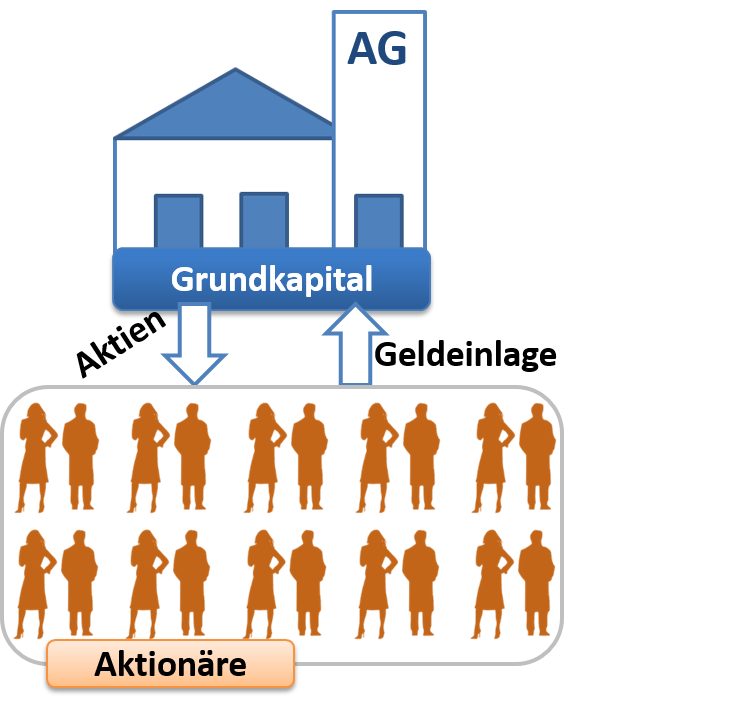 AG
Grundkapital
Aktien
Geldeinlage
Aktionäre